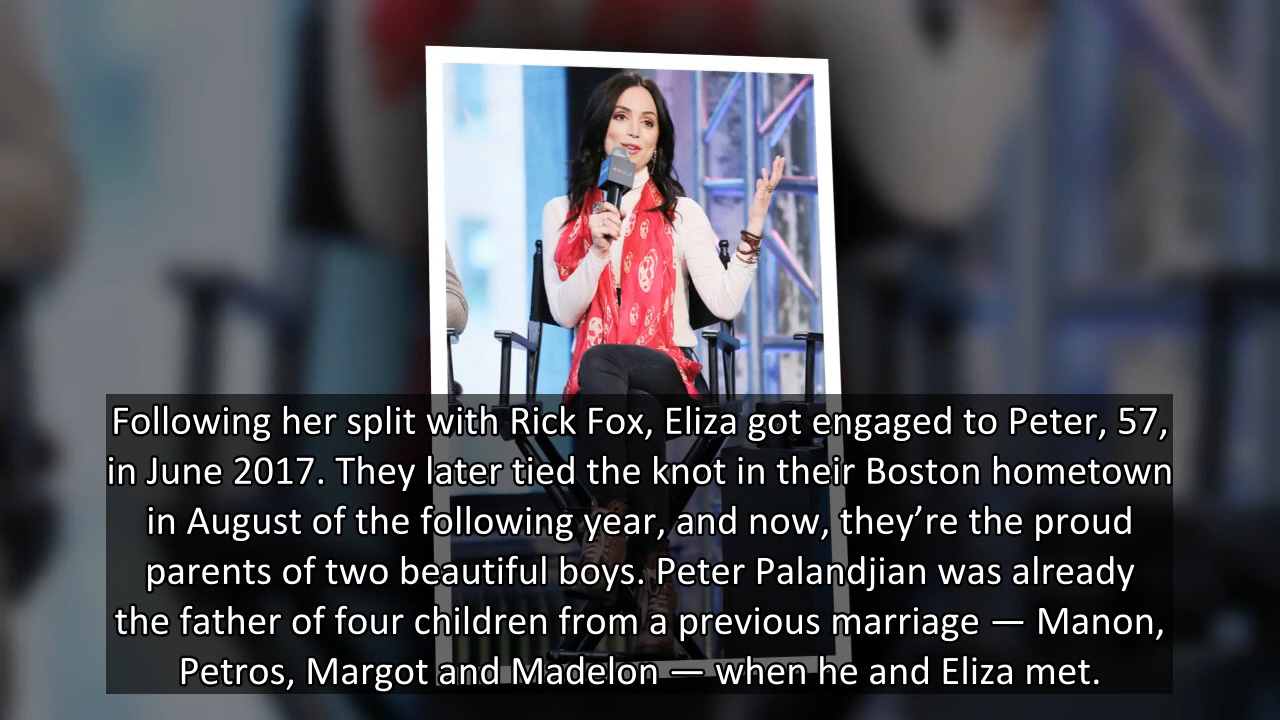 Following her split with Rick Fox, Eliza got engaged to Peter, 57,
in June 2017. They later tied the knot in their Boston hometown
in August of the following year, and now, they’re the proud
parents of two beautiful boys. Peter Palandjian was already
the father of four children from a previous marriage — Manon,
Petros, Margot and Madelon — when he and Eliza met.